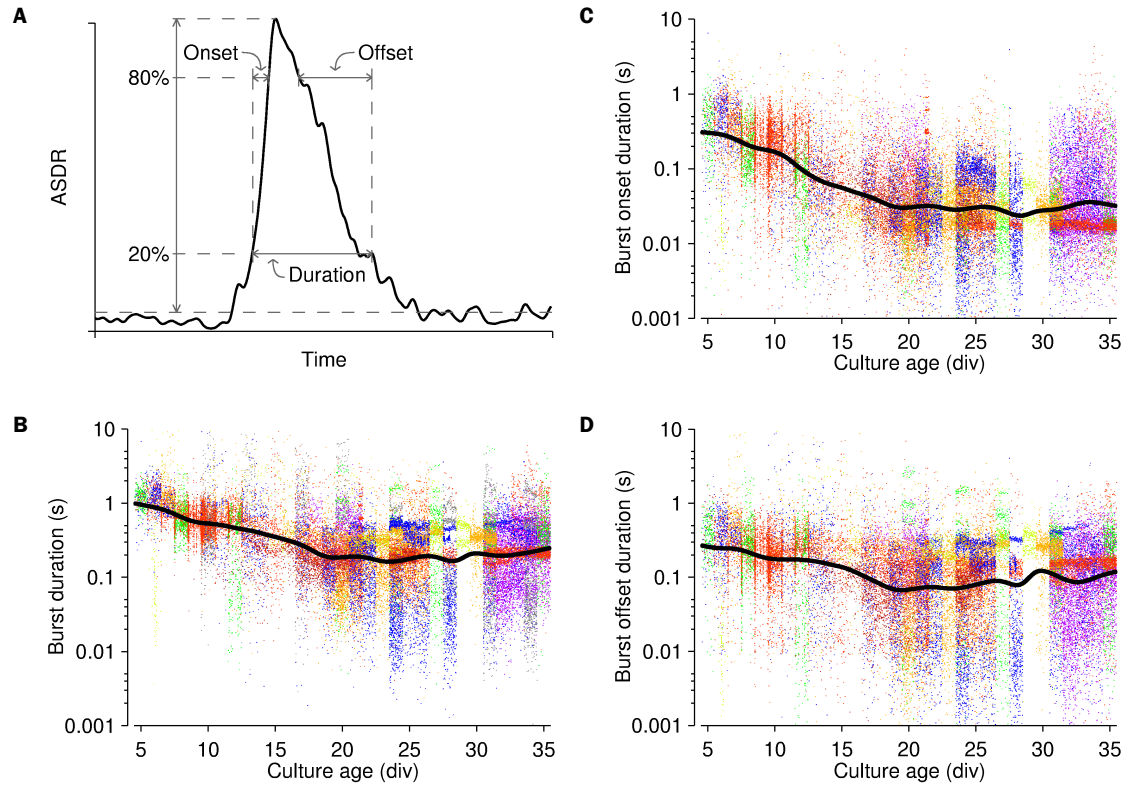 A
ASDR
Onset
Offset
80%
20%
Duration
Time
C
Burst onset duration (s)
10
1
0.1
0.01
0.001
5 10 15 20 25 30 35
Culture age (div)
B
Burst duration (s)
10
1
0.1
0.01
0.001
5 10 15 20 25 30 35
Culture age (div)
D
Burst offset duration (s)
10
1
0.1
0.01
0.001
5 10 15 20 25 30 35
Culture age (div)